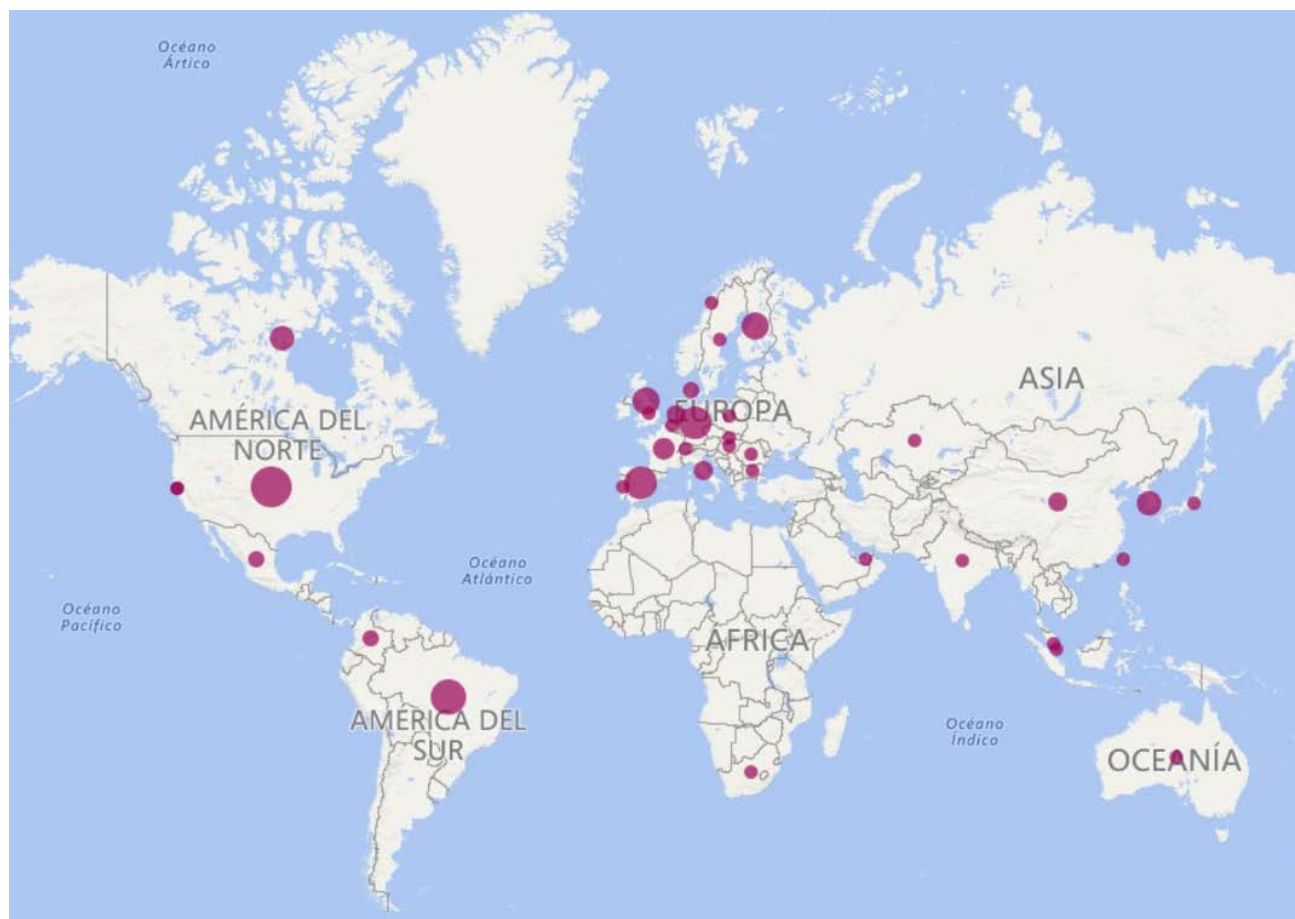 Océano
Ártico
ASIA
AMÉRICA DEL
NORTE
EUROPA
Océano
Atlántico
Océano
Pacífico
ÁFRICA
AMÉRICA DEL
SUR
Océano
Índico
OCEANÍA